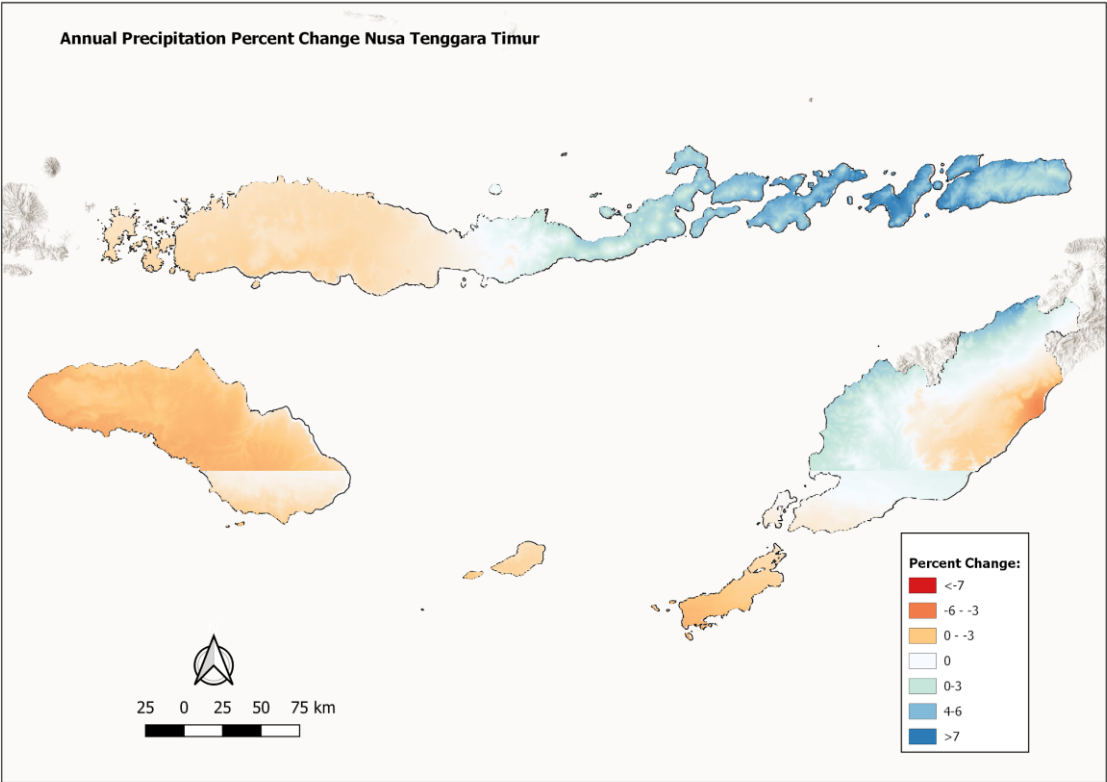 Annual Precipitation Percent Change Nusa Tenggara Timur
Percent Change:
<-7
-6 - -3
0 - -3
0
0-3
4-6
>7
25 0 25 50 75 km